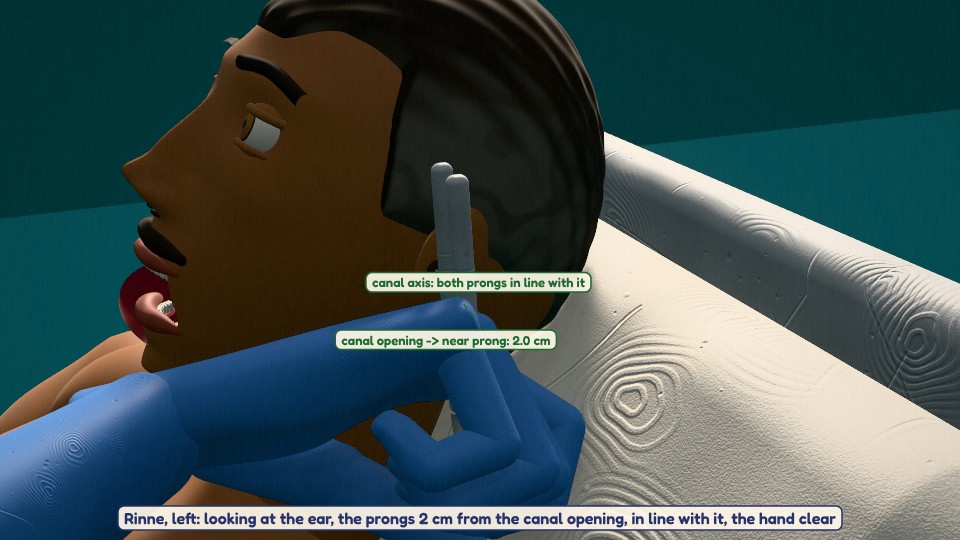 canal axis: both prongs in line with it
canal opening -> near prong: 2.0 cm
Rinne, left: looking at the ear, the prongs 2 cm from the canal opening, in line with it, the hand clear